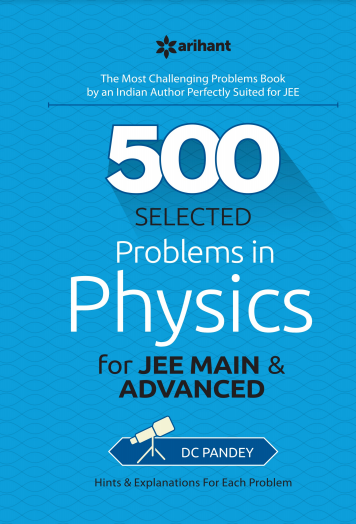 arihant
The Most Challenging Problems Book
by an Indian Author Perfectly Suited for JEE
500
SELECTED
Problems in
Physics
for JEE MAIN &
ADVANCED
DC PANDEY
Hints & Explanations For Each Problem